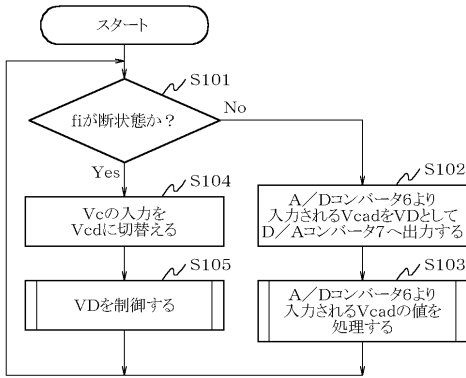 スタート
S101
fiが断状態か？
No
Yes
S104
Vcの入力を
Vcdに切替える
S102
A／Dコンバータ6より
入力されるVcadをVDとして
D／Aコンバータ7へ出力する
S105
VDを制御する
S103
A／Dコンバータ6より
入力されるVcadの値を
処理する